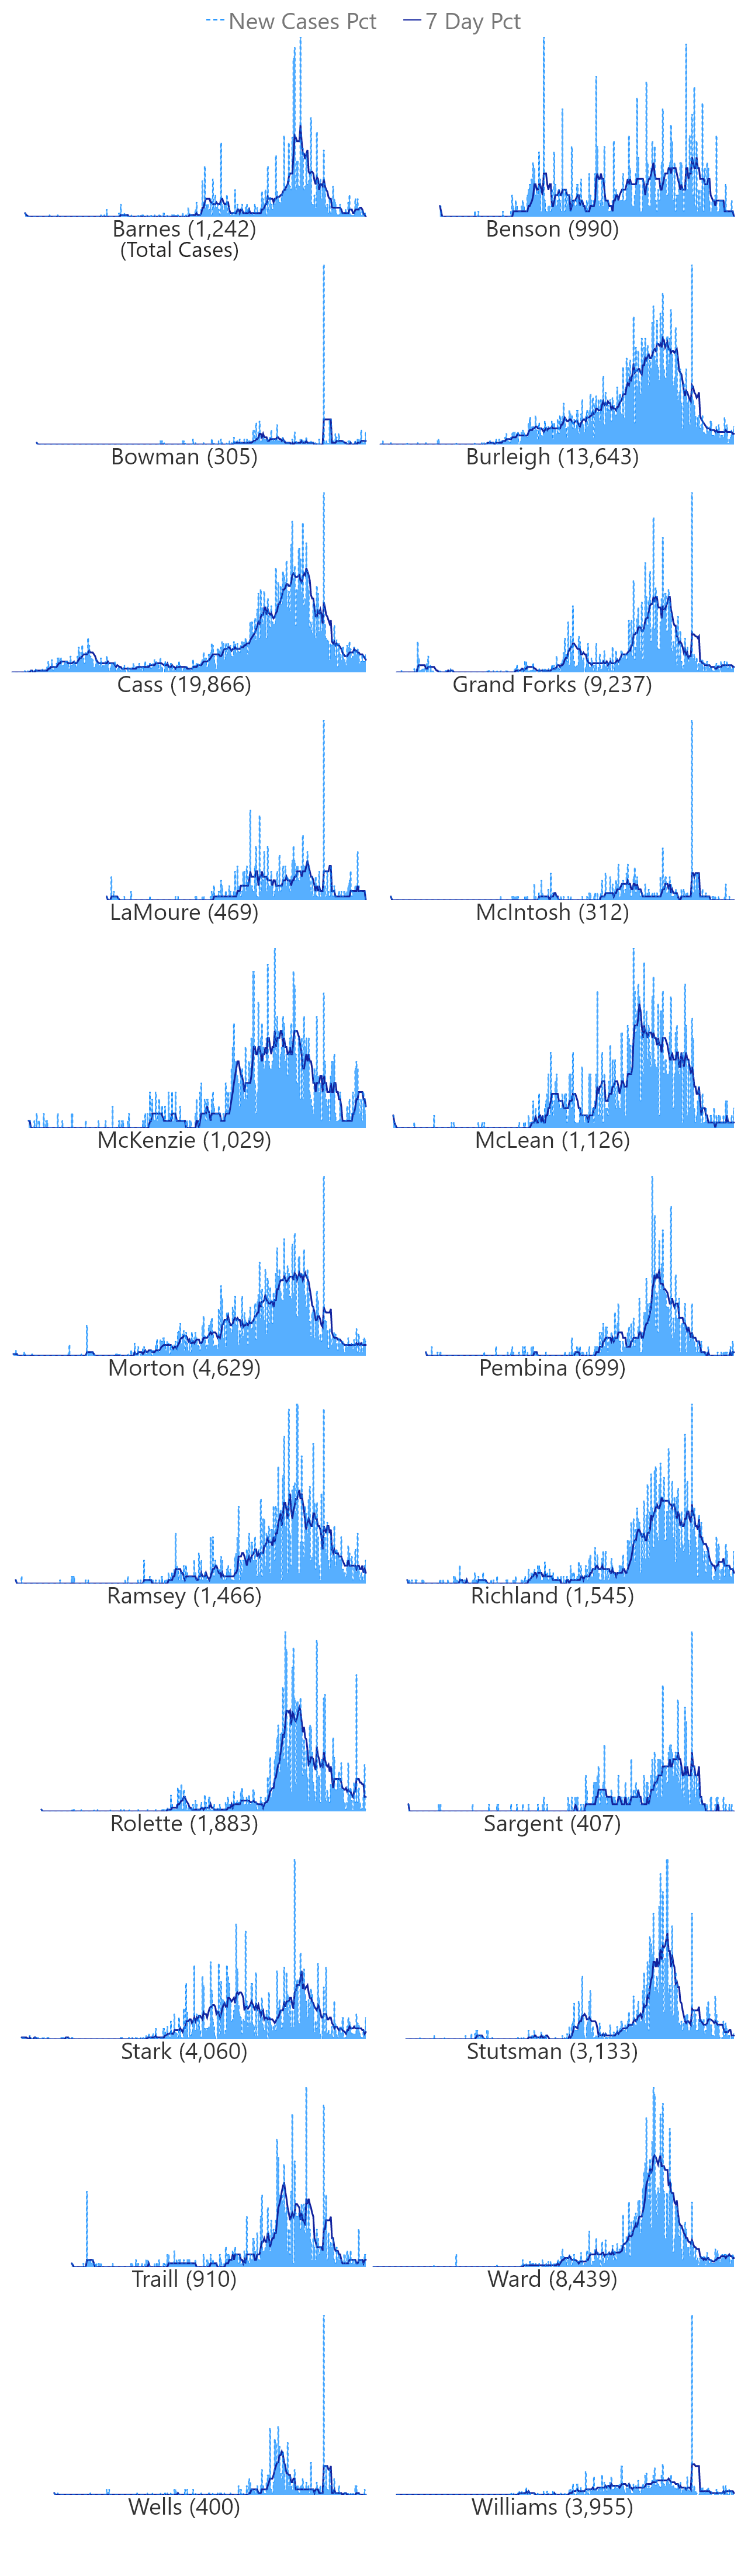 New Cases Pct 7 Day Pct
Barnes (1,242) Benson (990)
(Total Cases)
Bowman (305) Burleigh (13,643)
Cass (19,866) Grand Forks (9,237)
LaMoure (469) McIntosh (312)
McKenzie (1,029) McLean (1,126)
Morton (4,629) Pembina (699)
Ramsey (1,466) Richland (1,545)
Rolette (1,883) Sargent (407)
Stark (4,060) Stutsman (3,133)
Traill (910) Ward (8,439)
Wells (400) Williams (3,955)